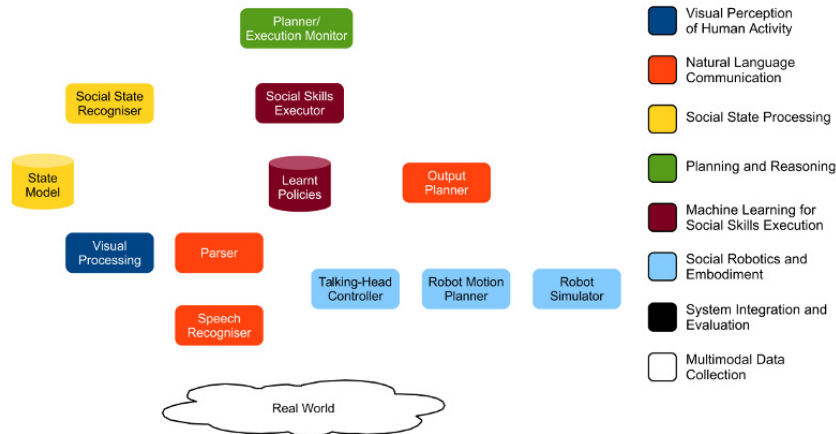 Planner/
Execution Monitor
Social State
Recogniser
Social Skills
Executor
State
Model
Learnt
Policies
Output
Planner
Visual
Processing
Parser
Talking-Head
Controller
Robot Motion
Planner
Robot
Simulator
Speech
Recogniser
Real World
Visual Perception
of Human Activity
Natural Language
Communication
Social State Processing
Planning and Reasoning
Machine Learning for
Social Skills Execution
Social Robotics and
Embodiment
System Integration and
Evaluation
Multimodal Data
Collection